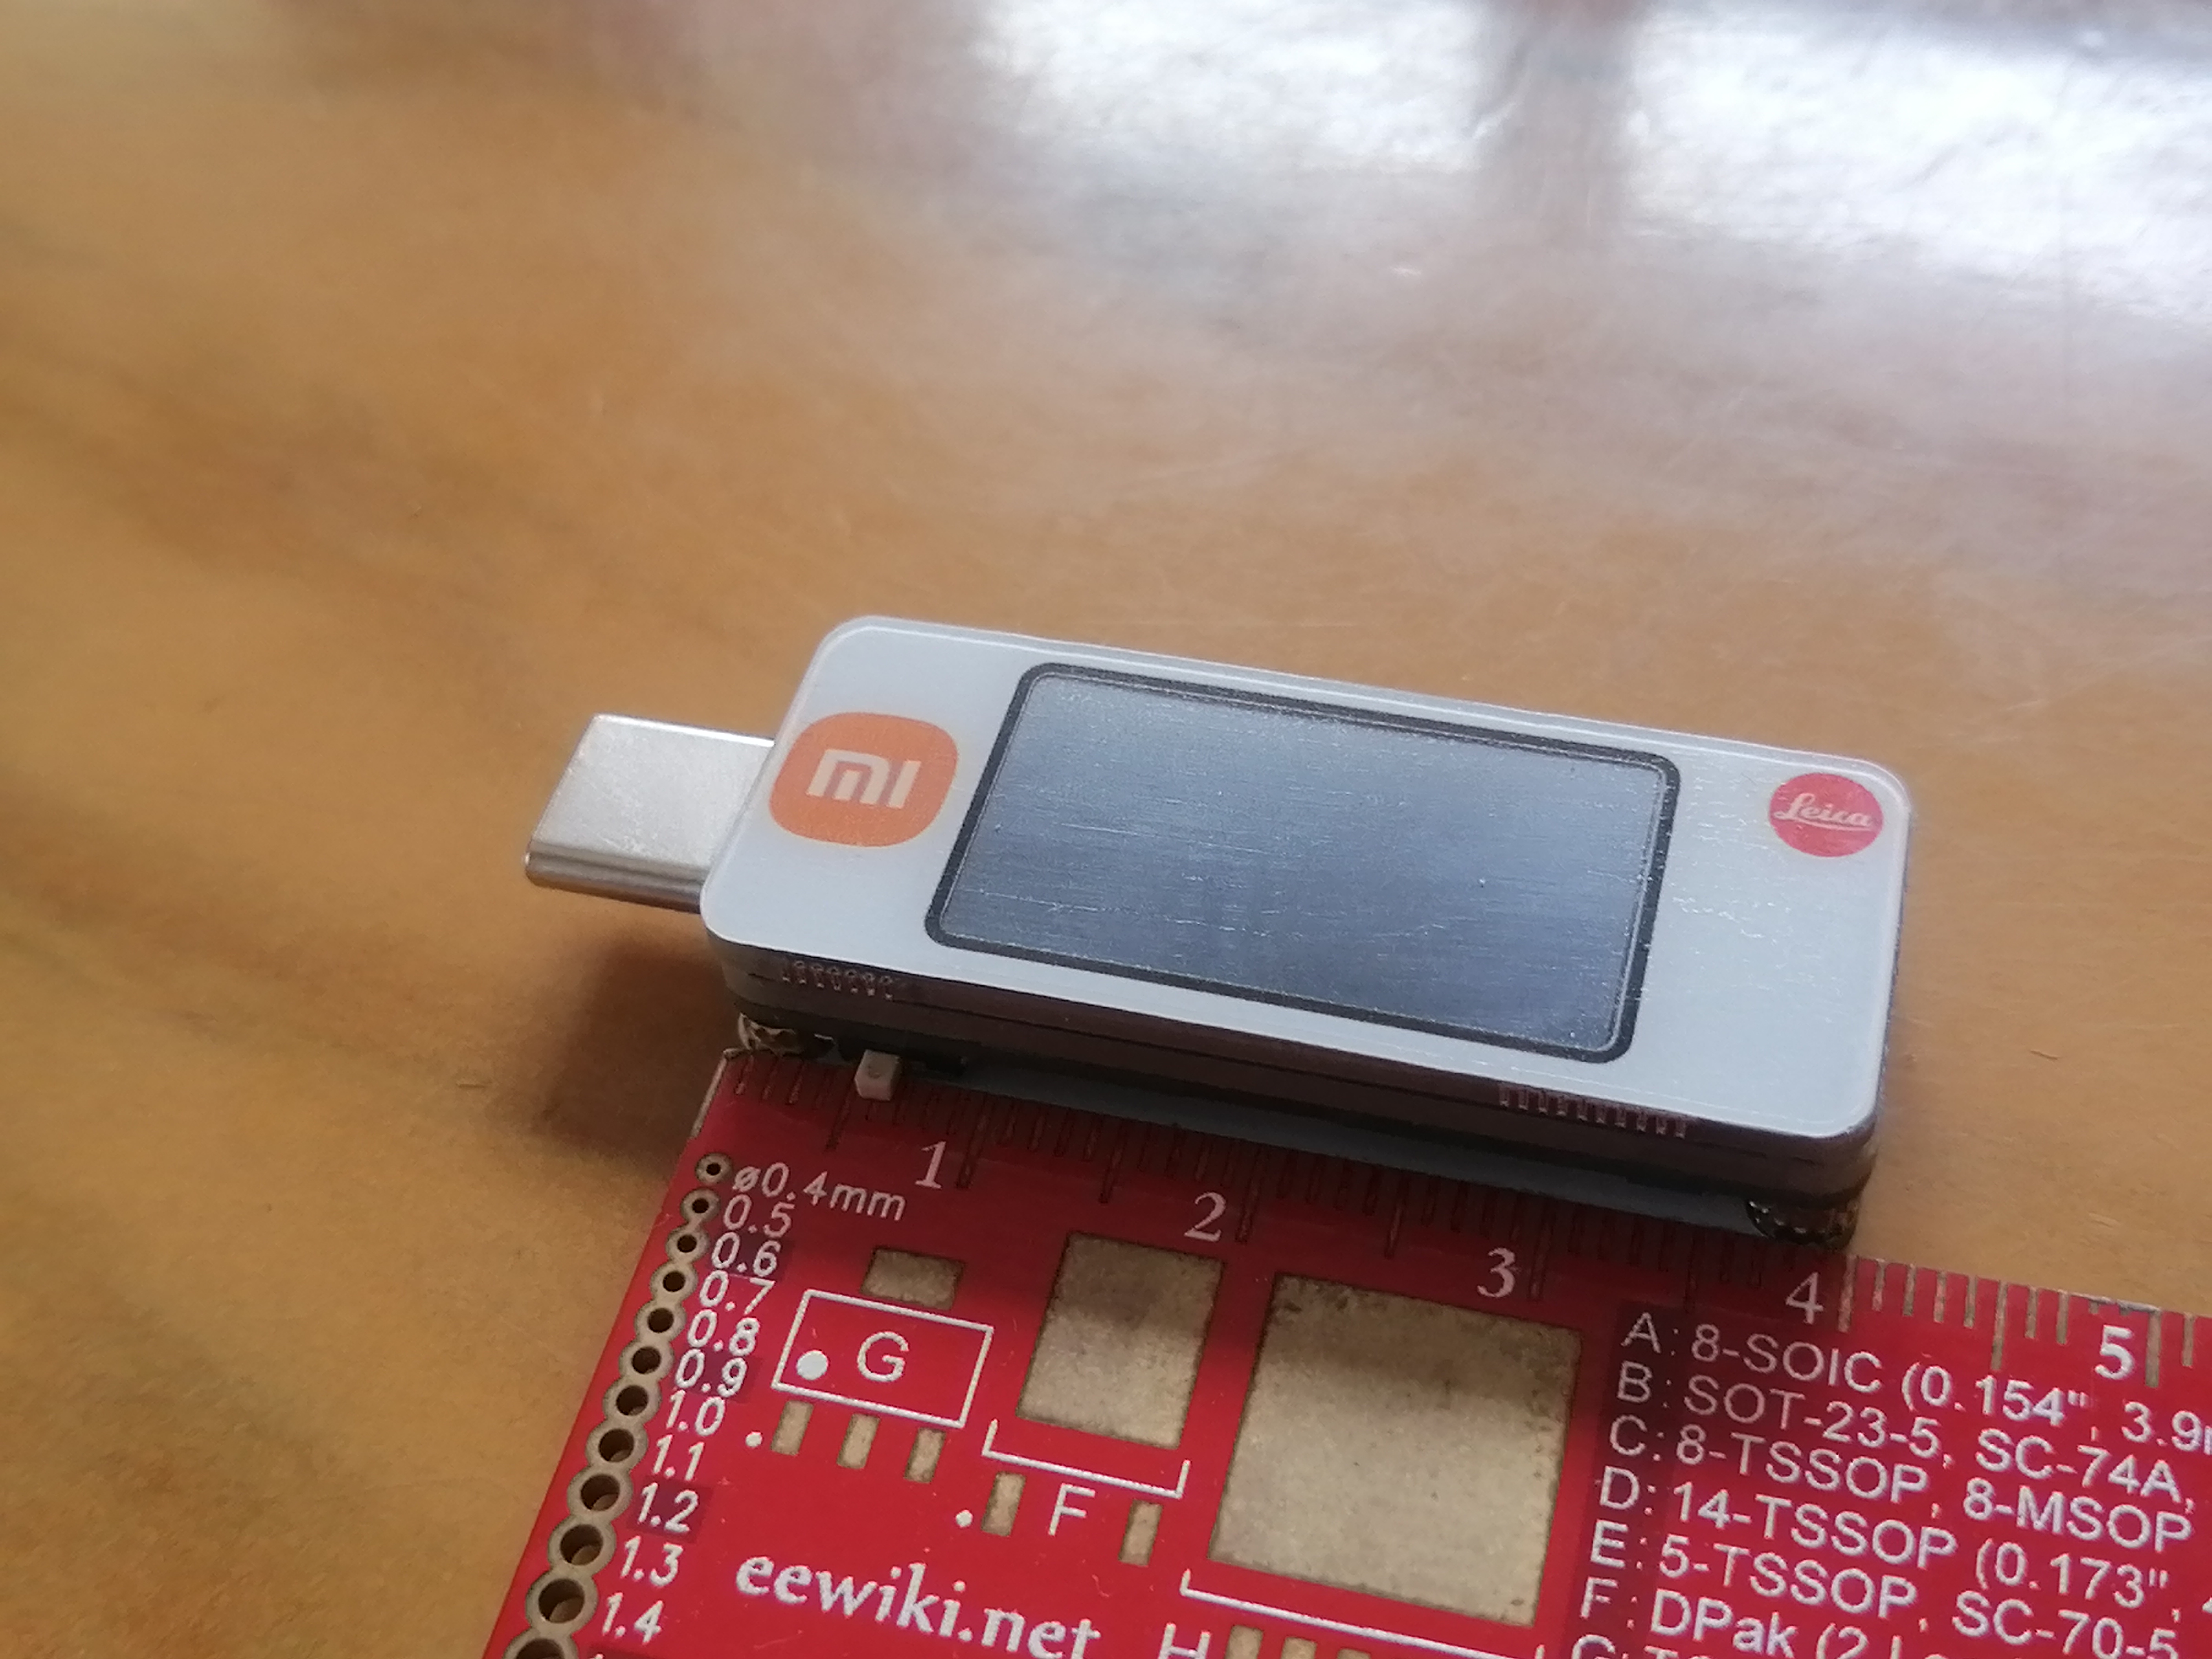 mi
Leica
1
2
3
4
5
ø0.4mm
0.5
0.6
0.7
0.8
0.9
1.0
1.1
1.2
1.3
1.4
G
F
H
eewiki.net
A: 8-SOIC (0.154", 3.9
B: SOT-23-5, SC-74A,
C: 8-TSSOP, 8-MSOP
D: 14-TSSOP (0.173",
E: 5-TSSOP, SC-70-5
F: DPak (2